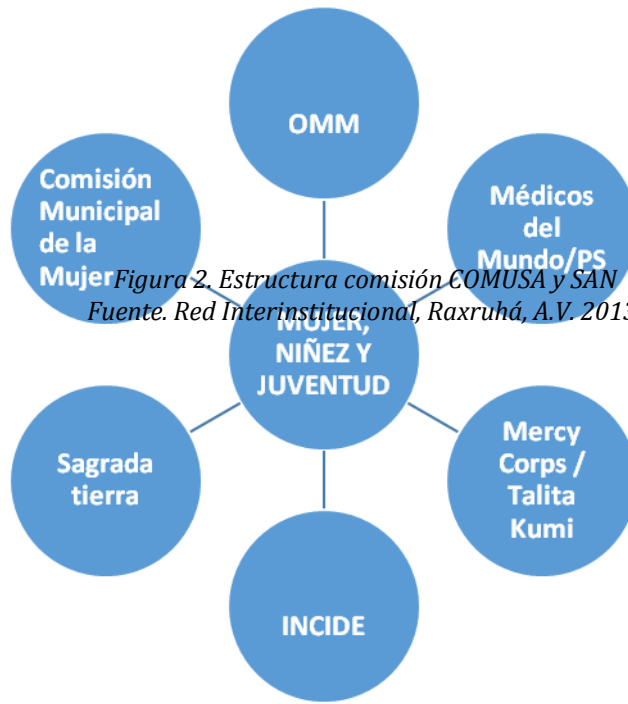 OMM
Comisión
Municipal
de la
Mujer
Médicos
del
Mundo/PS
Figura 2. Estructura comisión COMUSA y SAN
Fuente. Red Interinstitucional, Raxruhá, A.V. 2013
MUJER,
NIÑEZ Y
JUVENTUD
Sagrada
tierra
Mercy
Corps /
Talita
Kumi
INCIDE